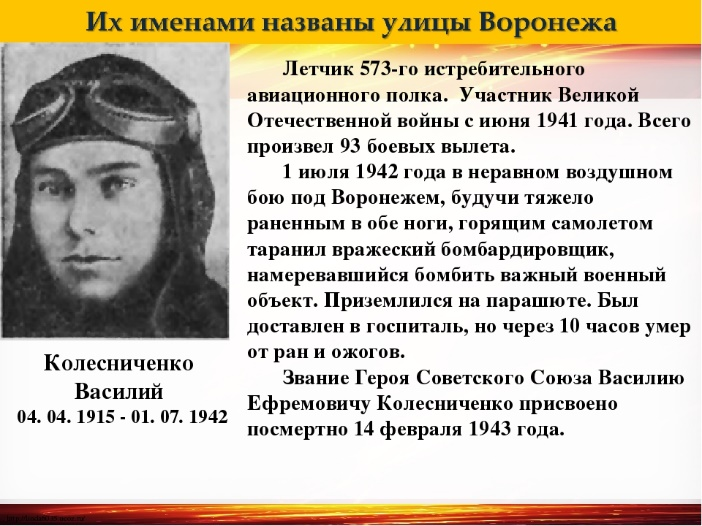 Их именами названы улицы Воронежа
Летчик 573-го истребительного
авиационного полка. Участник Великой
Отечественной войны с июня 1941 года. Всего
произвел 93 боевых вылета.
1 июля 1942 года в неравном воздушном
бою под Воронежем, будучи тяжело
раненным в обе ноги, горящим самолетом
таранил вражеский бомбардировщик,
намеревавшийся бомбить важный военный
объект. Приземлился на парашюте. Был
доставлен в госпиталь, но через 10 часов умер
от ран и ожогов.
Звание Героя Советского Союза Василию
Ефремовичу Колесниченко присвоено
посмертно 14 февраля 1943 года.
Колесниченко
Василий
04. 04. 1915 - 01. 07. 1942